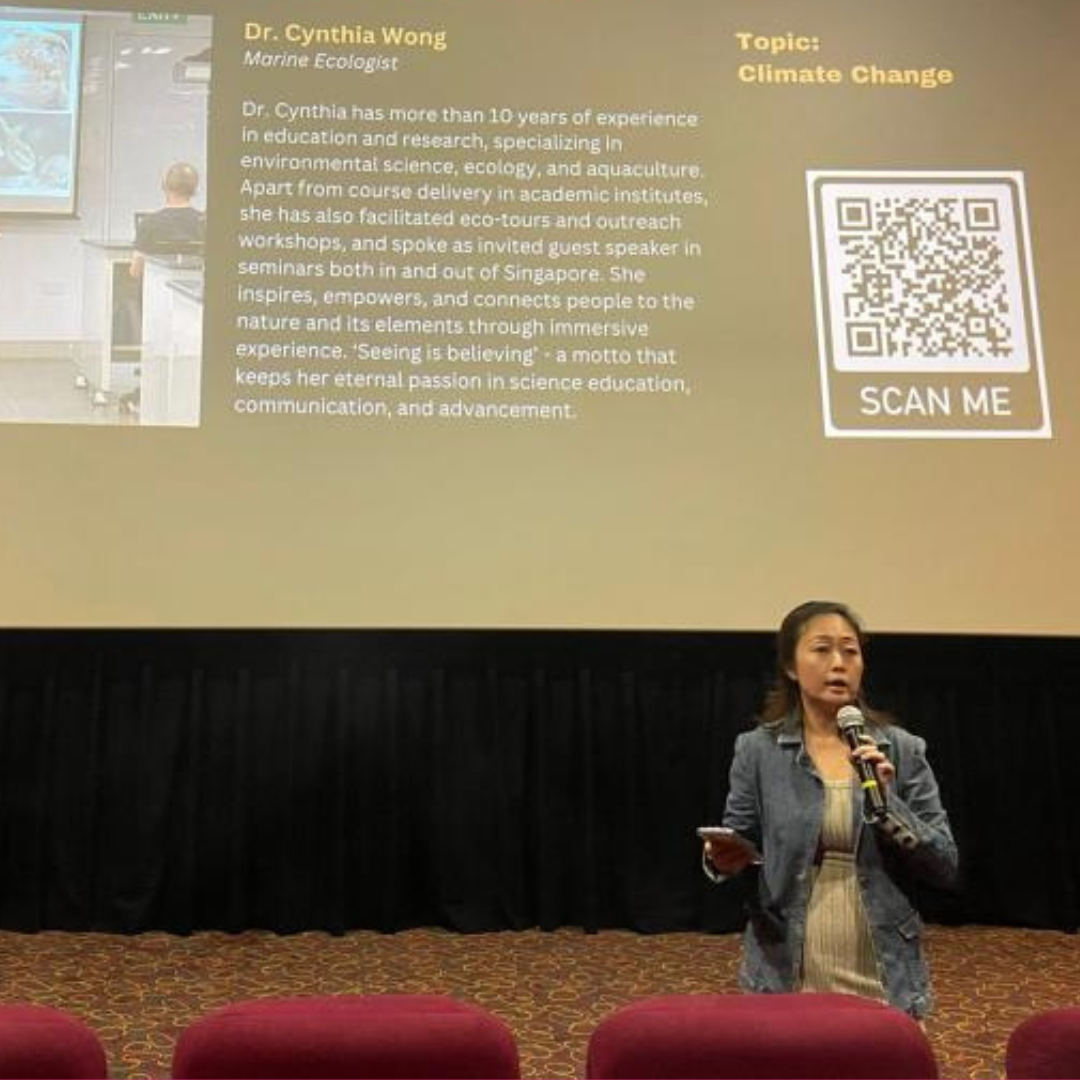 EXIT
Dr. Cynthia Wong
Marine Ecologist
Dr. Cynthia has more than 10 years of experience
in education and research, specializing in
environmental science, ecology, and aquaculture.
Apart from course delivery in academic institutes,
she has also facilitated eco-tours and outreach
workshops, and spoke as invited guest speaker in
seminars both in and out of Singapore. She
inspires, empowers, and connects people to the
nature and its elements through immersive
experience. 'Seeing is believing' - a motto that
keeps her eternal passion in science education,
communication, and advancement.
Topic:
Climate Change
SCAN ME